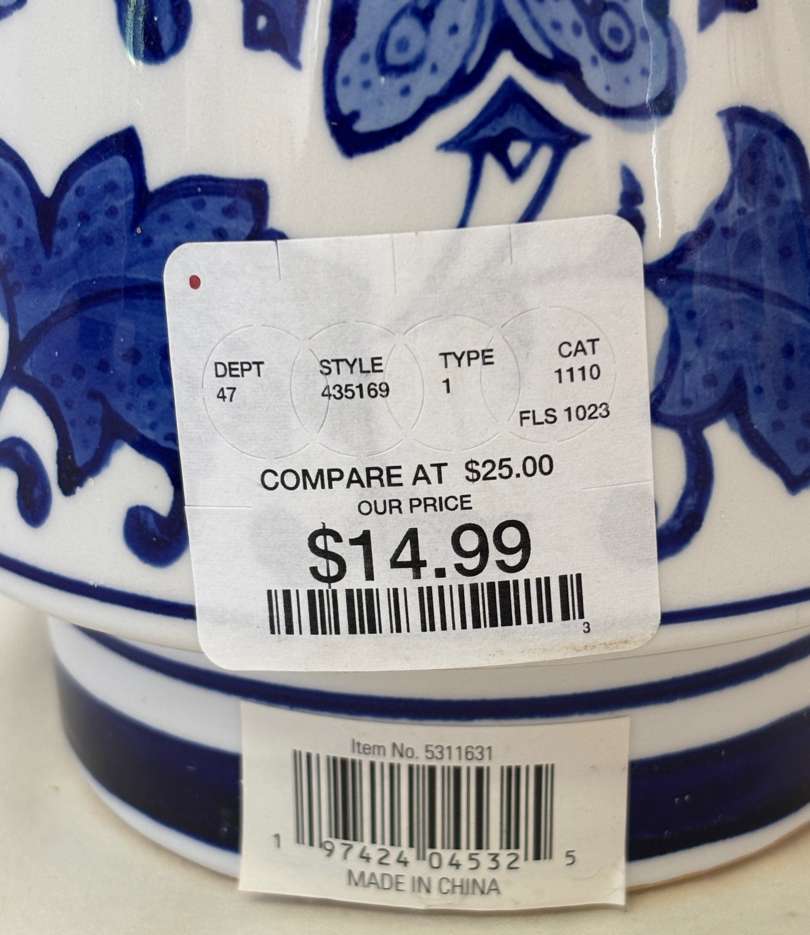 DEPT STYLE TYPE CAT
47 435169 1 1110
FLS 1023
COMPARE AT $25.00
OUR PRICE
$14.99
3
Item No. 5311631
1 97424 04532 5
MADE IN CHINA